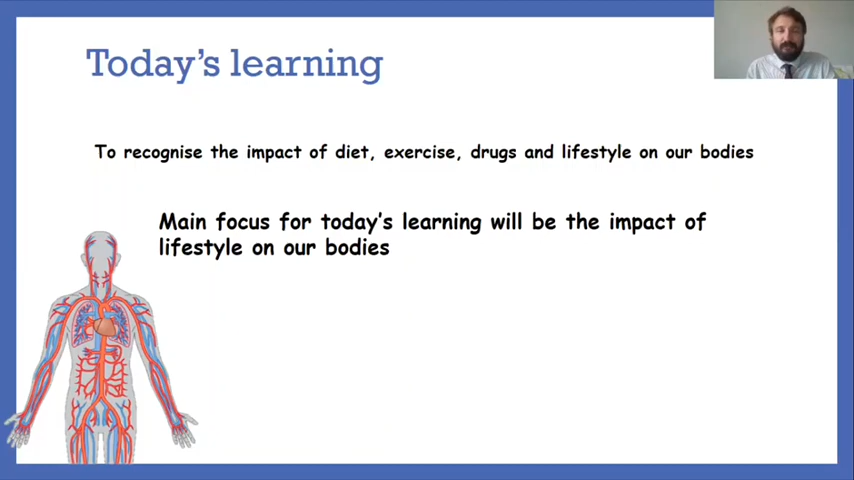 Today's learning
To recognise the impact of diet, exercise, drugs and lifestyle on our bodies
Main focus for today's learning will be the impact of
lifestyle on our bodies